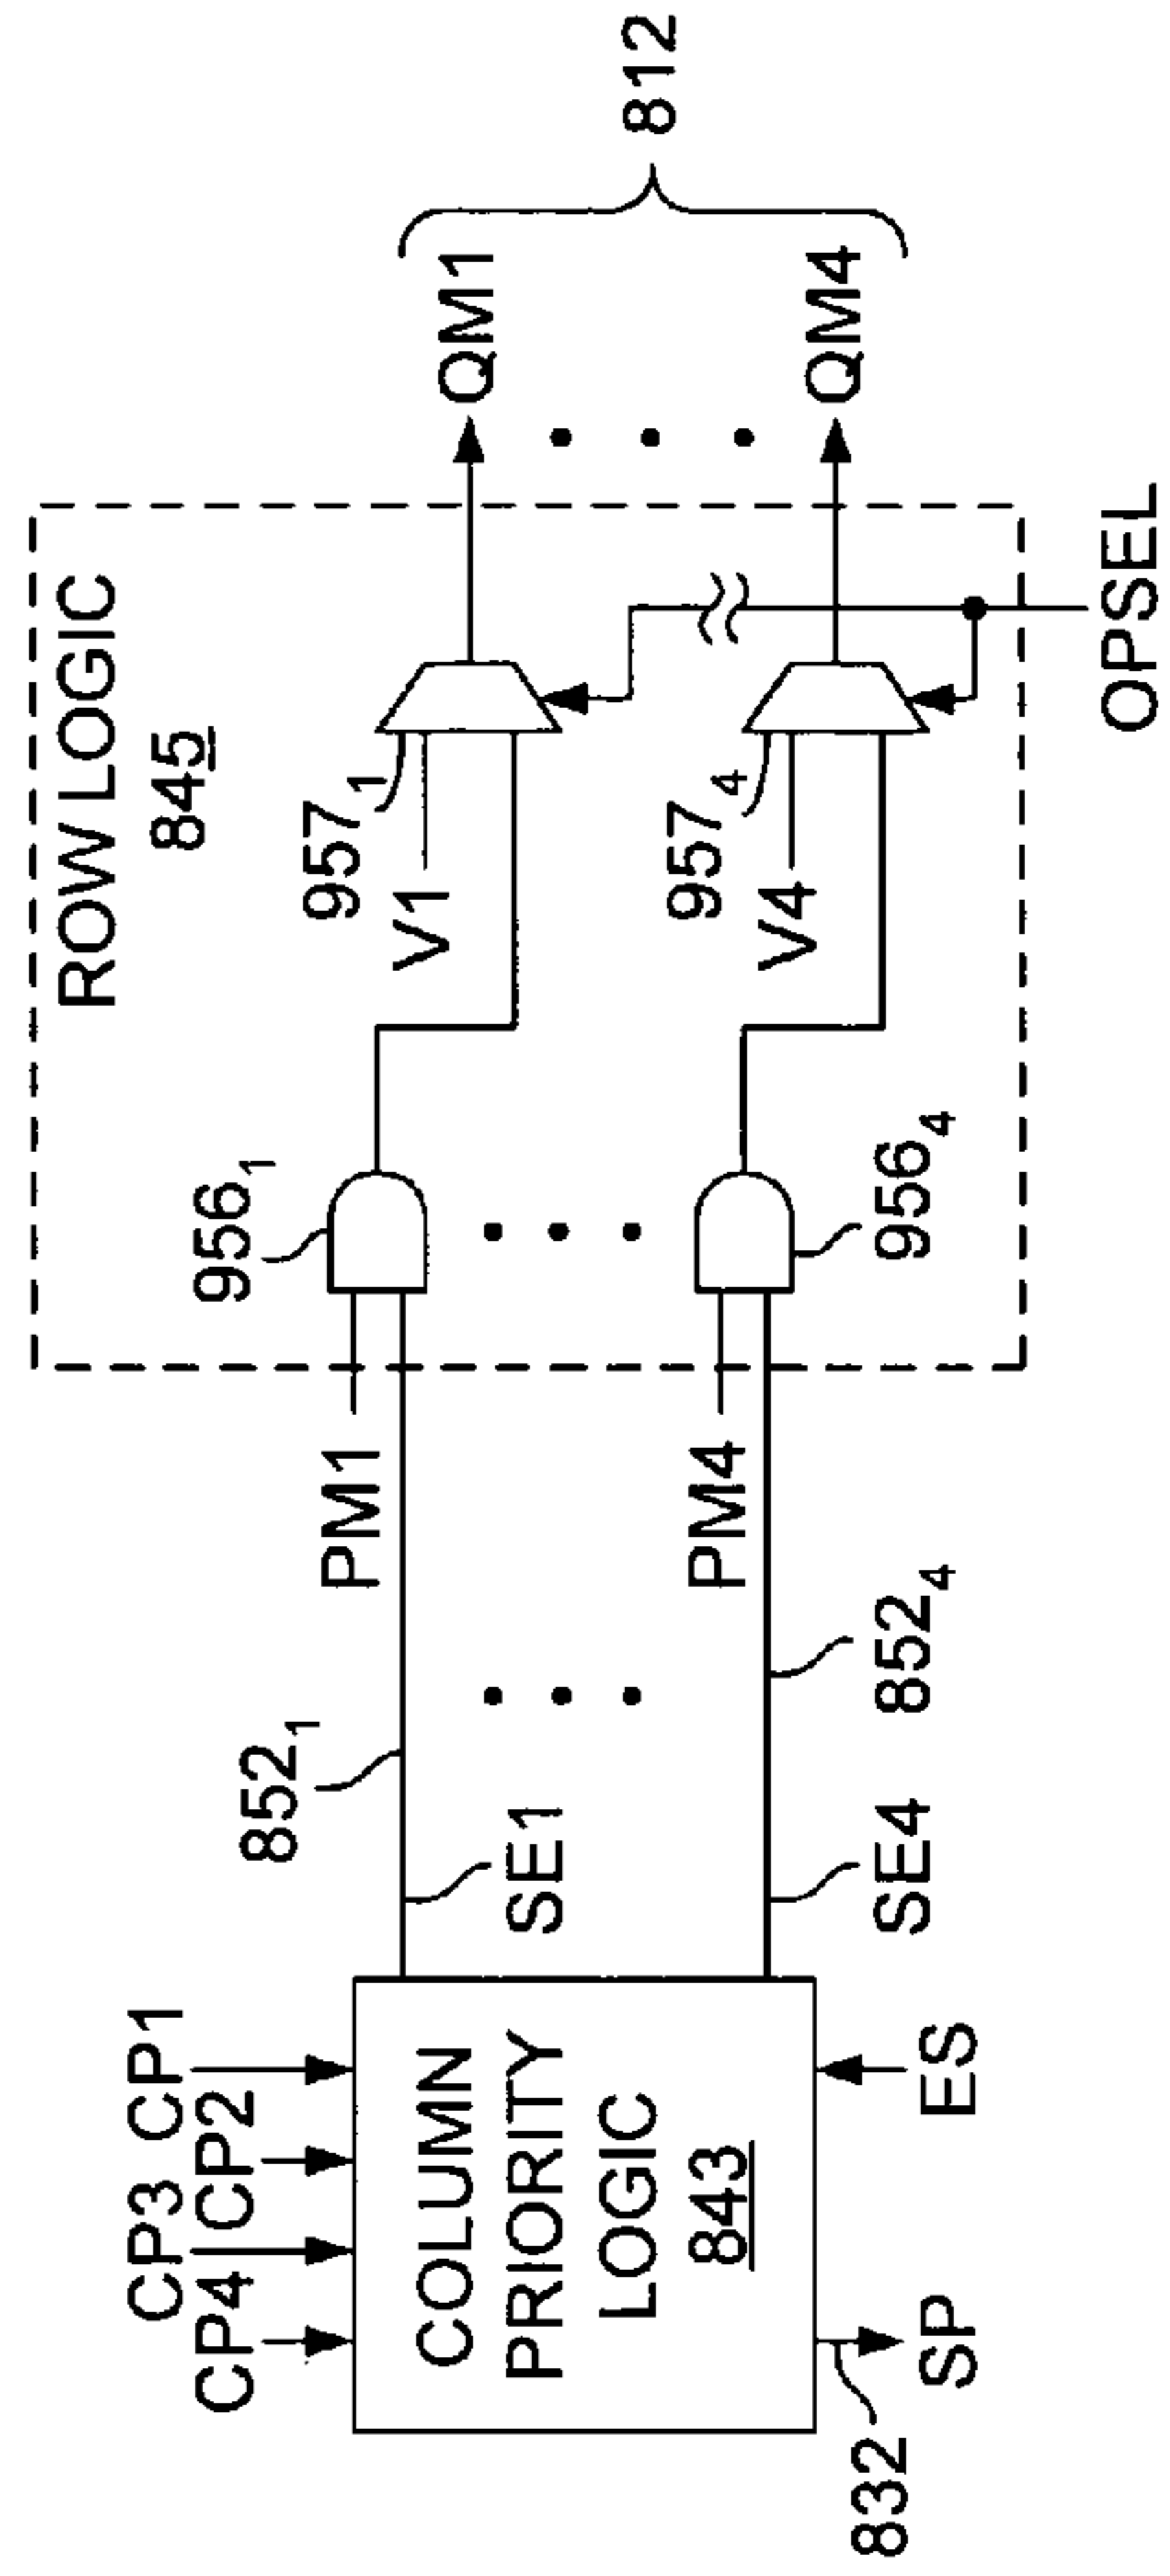 CP3 CP1
CP4 CP2
COLUMN
PRIORITY
LOGIC
843
832
SP
ES
852₁
SE1
SE4
852₄
PM1
PM4
ROW LOGIC
845
956₁
956₄
957₁
V1
957₄
V4
OPSEL
QM1
QM4
812